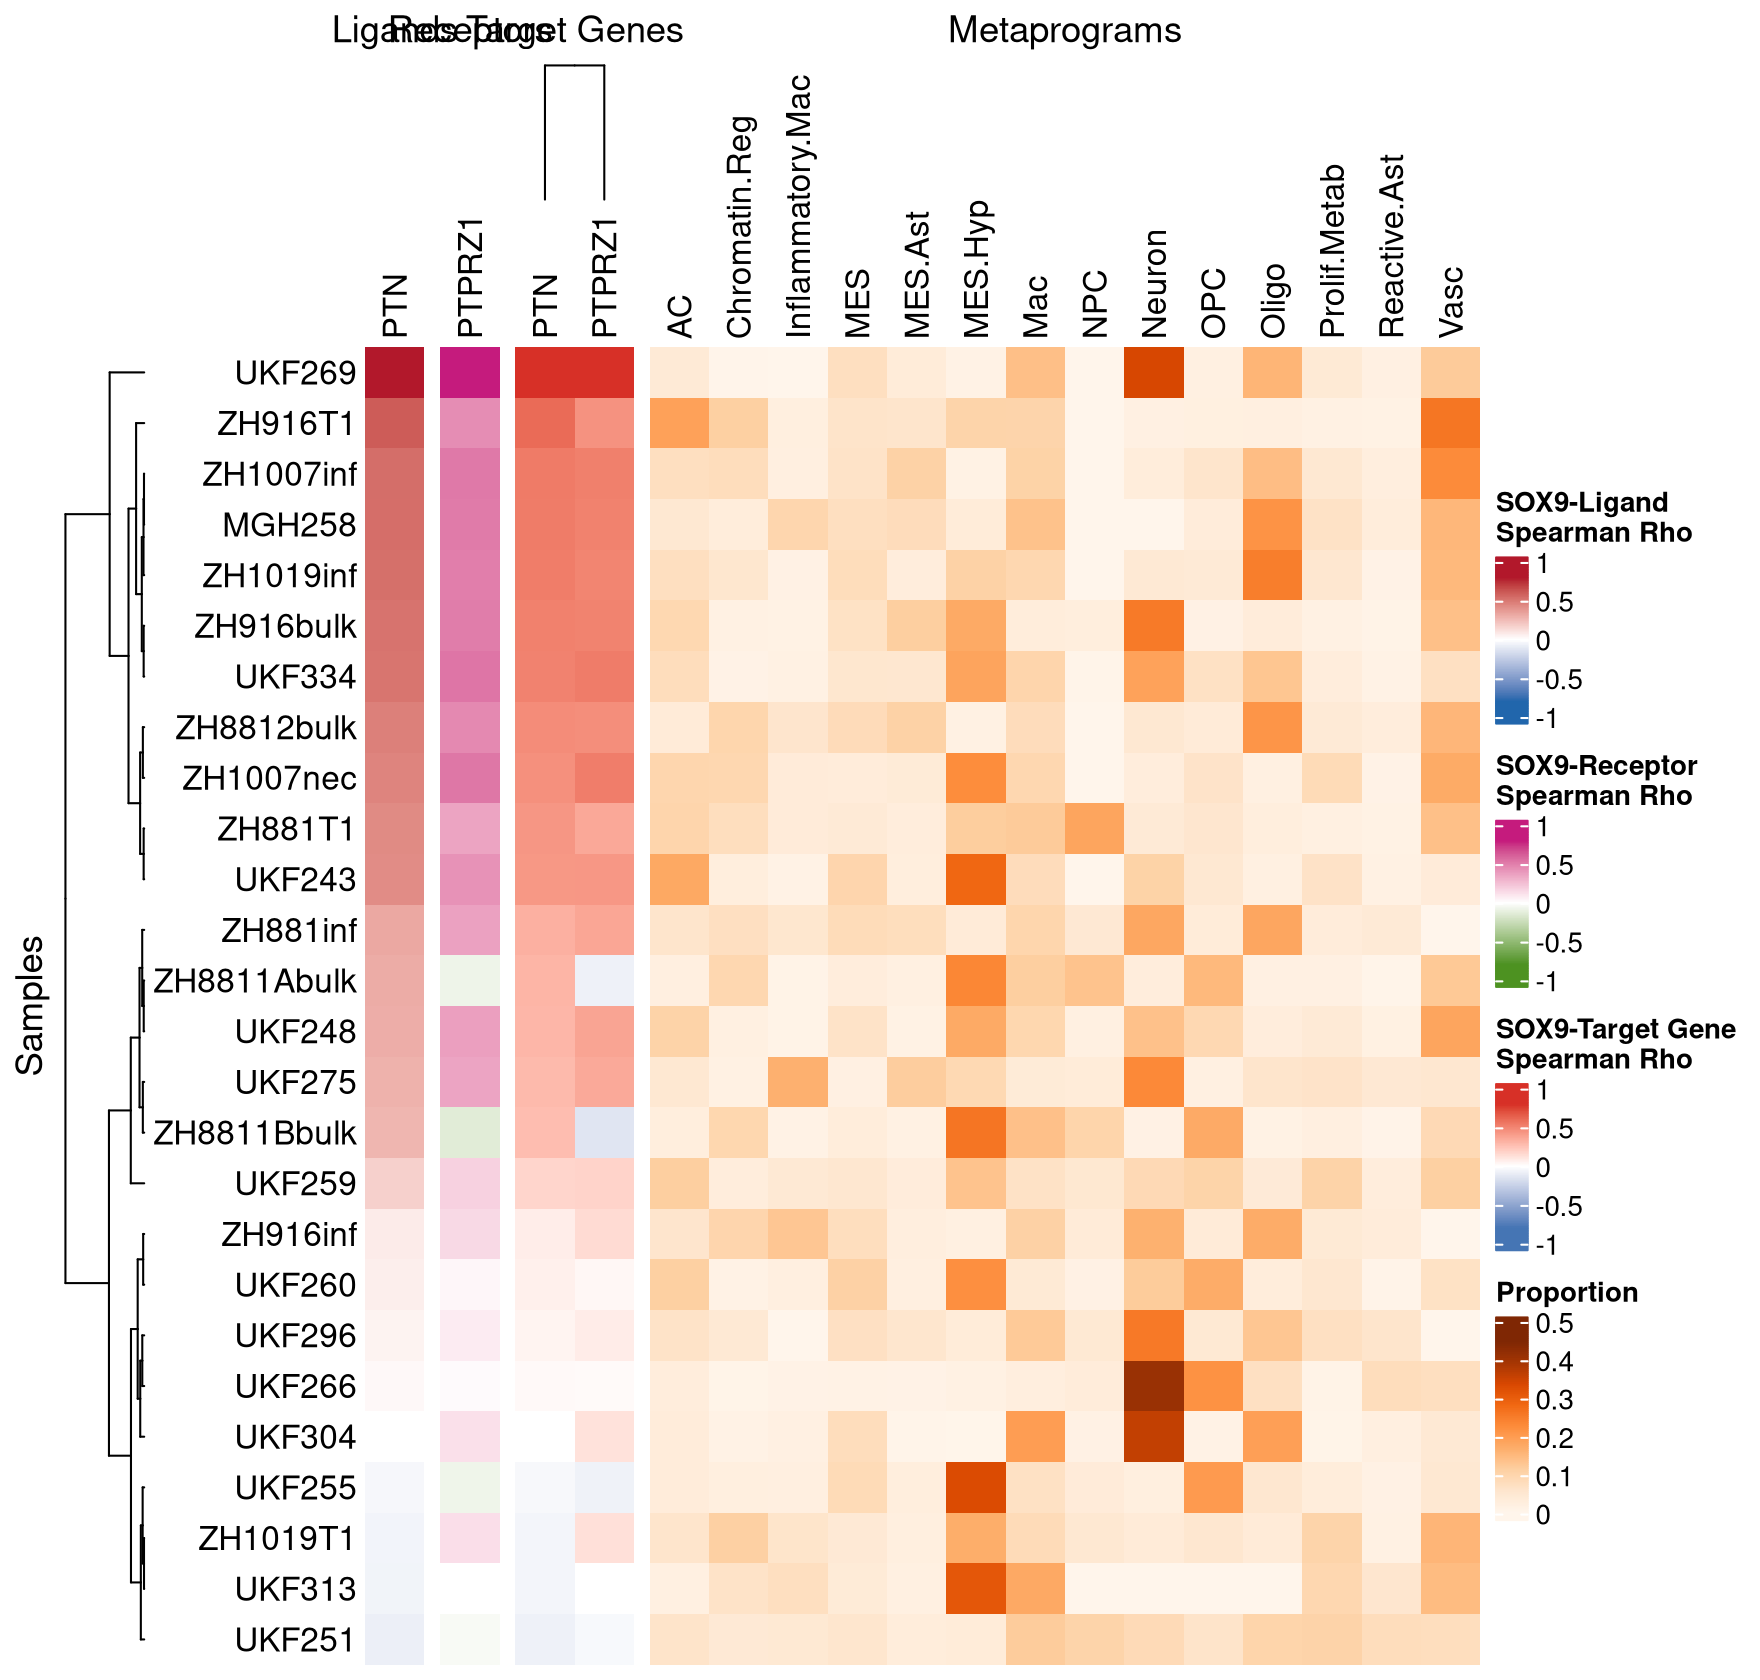 Ligands Receptors Target Genes Metaprograms
PTN PTPRZ1 PTN PTPRZ1 AC Chromatin.Reg Inflammatory.Mac MES MES.Ast MES.Hyp Mac NPC Neuron OPC Oligo Prolif.Metab Reactive.Ast Vasc
Samples
UKF269
ZH916T1
ZH1007inf
MGH258
ZH1019inf
ZH916bulk
UKF334
ZH8812bulk
ZH1007nec
ZH881T1
UKF243
ZH881inf
ZH8811Abulk
UKF248
UKF275
ZH8811Bbulk
UKF259
ZH916inf
UKF260
UKF296
UKF266
UKF304
UKF255
ZH1019T1
UKF313
UKF251
SOX9-Ligand
Spearman Rho
1
0.5
0
-0.5
-1
SOX9-Receptor
Spearman Rho
1
0.5
0
-0.5
-1
SOX9-Target Gene
Spearman Rho
1
0.5
0
-0.5
-1
Proportion
0.5
0.4
0.3
0.2
0.1
0